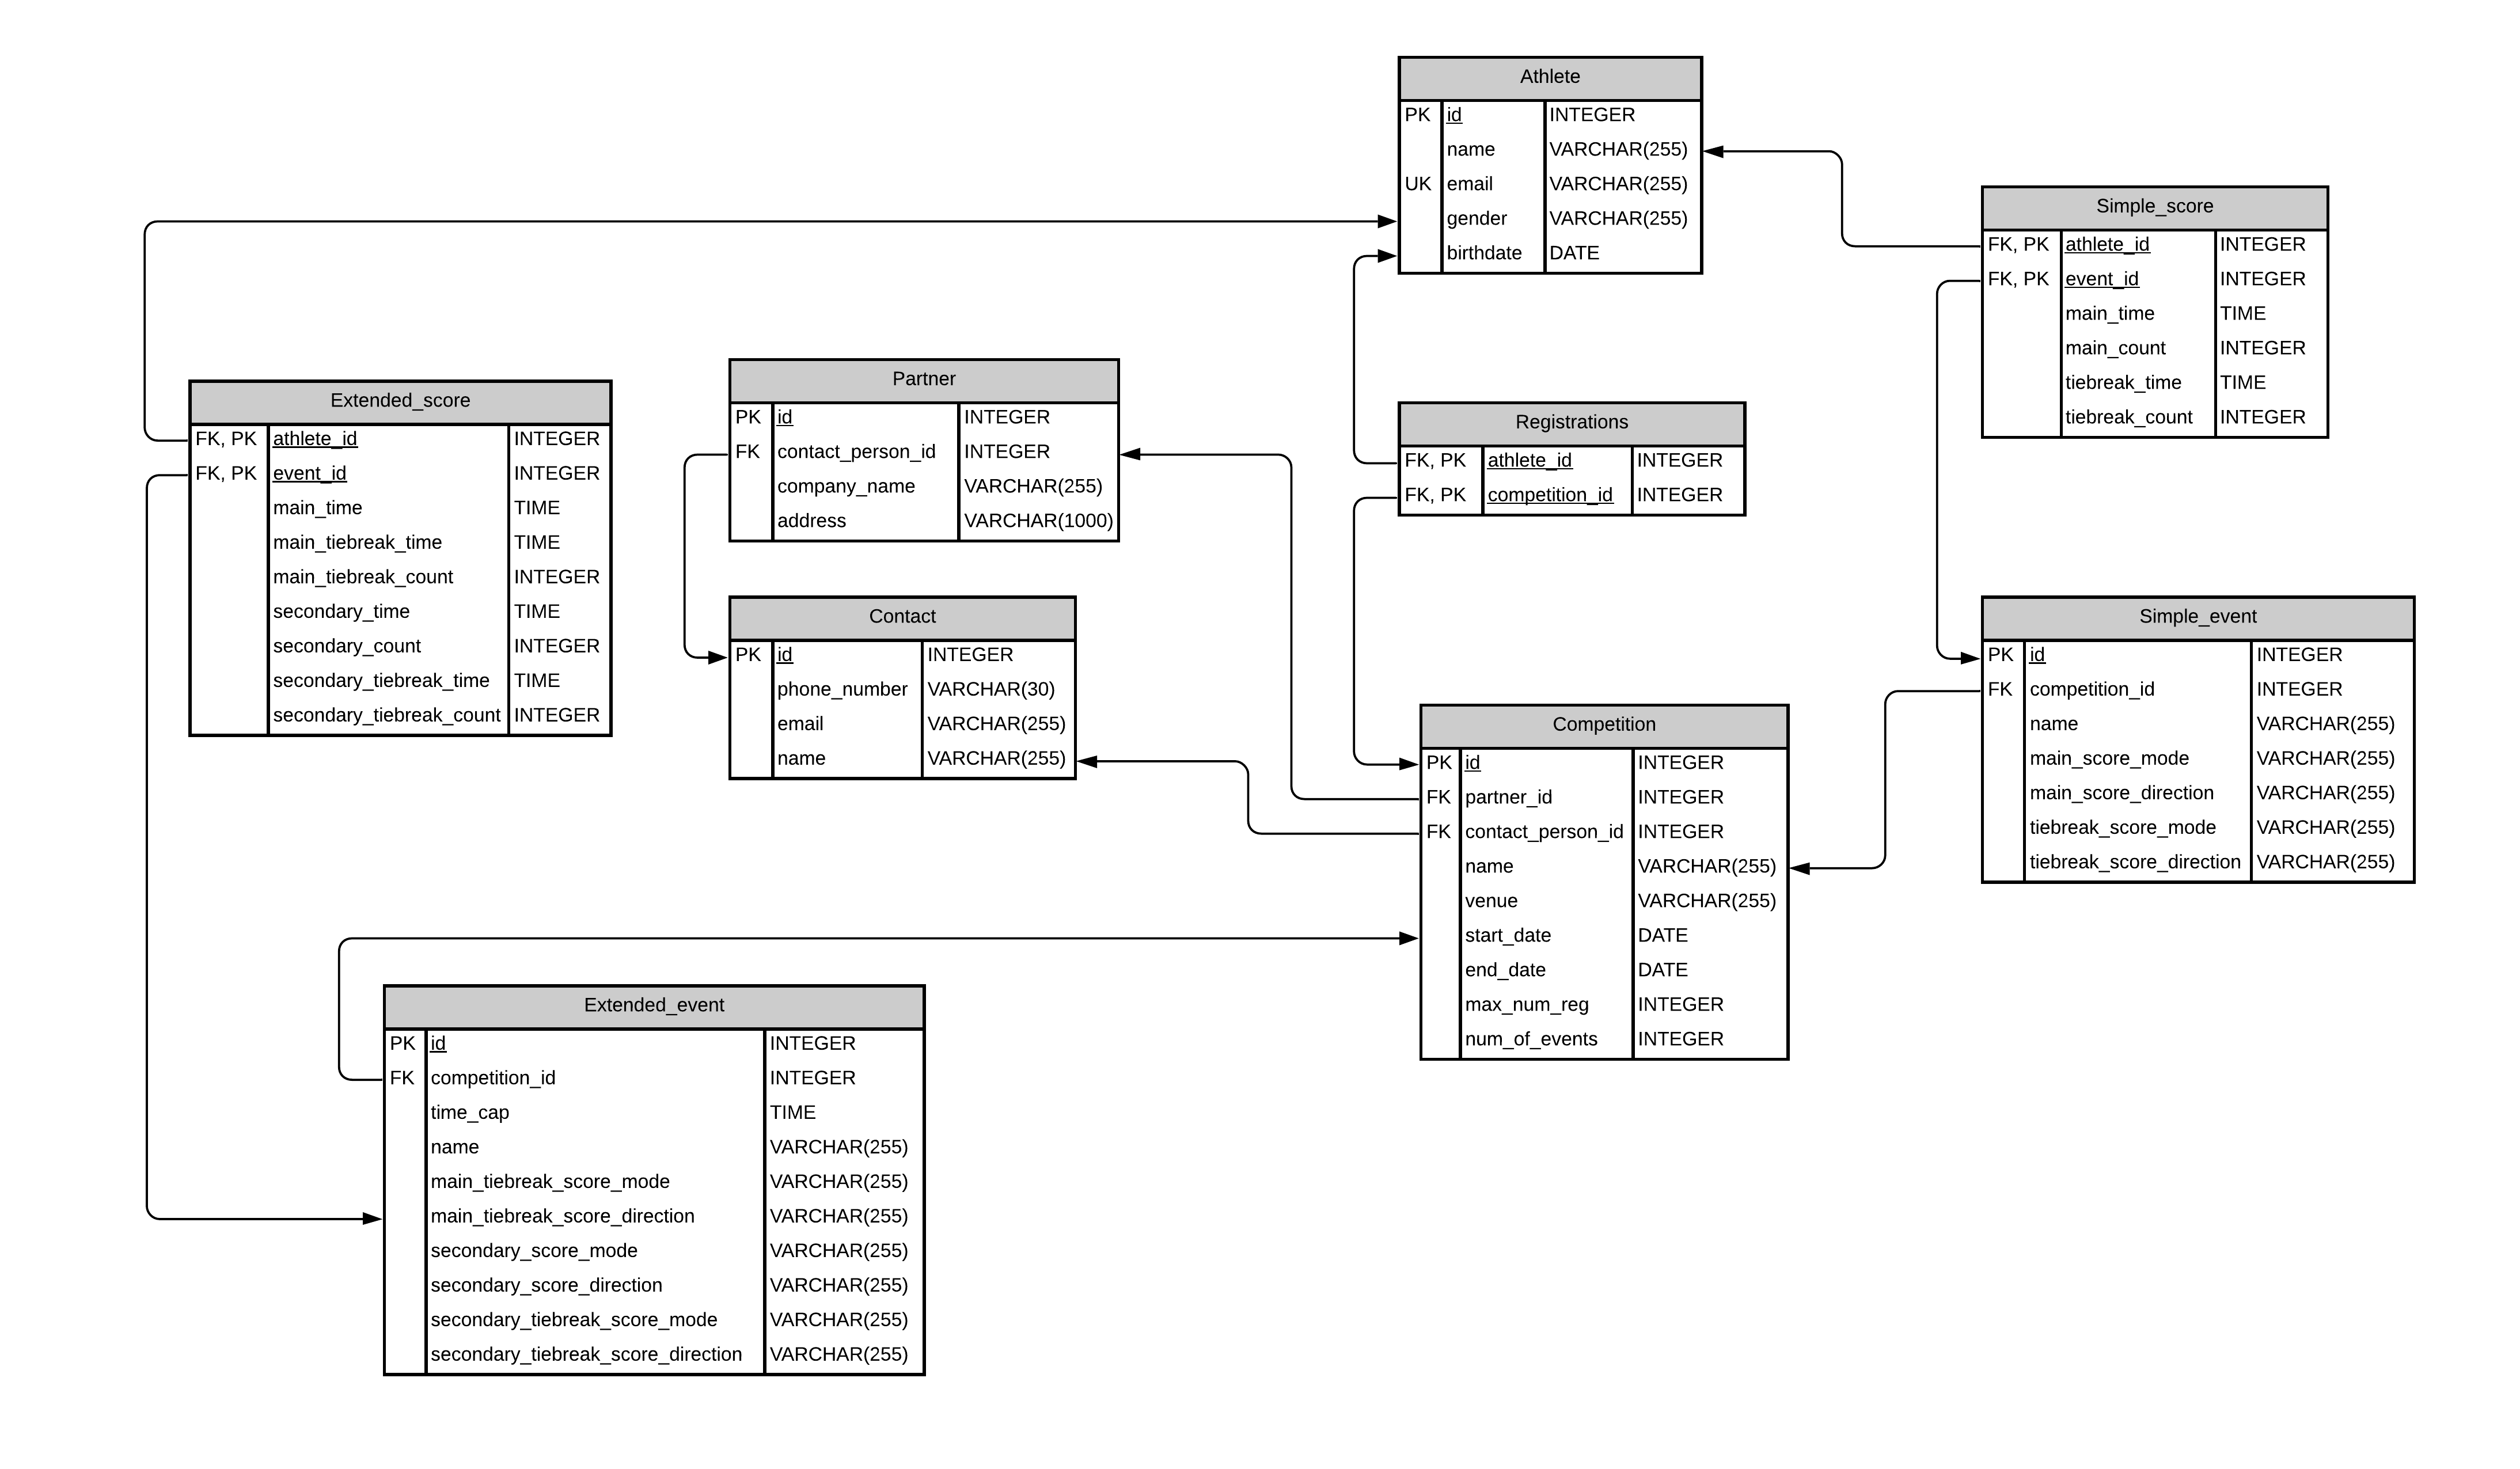 Athlete
PK id INTEGER
name VARCHAR(255)
UK email VARCHAR(255)
gender VARCHAR(255)
birthdate DATE
Simple_score
FK, PK athlete_id INTEGER
FK, PK event_id INTEGER
main_time TIME
main_count INTEGER
tiebreak_time TIME
tiebreak_count INTEGER
Partner
PK id INTEGER
FK contact_person_id INTEGER
company_name VARCHAR(255)
address VARCHAR(1000)
Extended_score
FK, PK athlete_id INTEGER
FK, PK event_id INTEGER
main_time TIME
main_tiebreak_time TIME
main_tiebreak_count INTEGER
secondary_time TIME
secondary_count INTEGER
secondary_tiebreak_time TIME
secondary_tiebreak_count INTEGER
Registrations
FK, PK athlete_id INTEGER
FK, PK competition_id INTEGER
Contact
PK id INTEGER
phone_number VARCHAR(30)
email VARCHAR(255)
name VARCHAR(255)
Simple_event
PK id INTEGER
FK competition_id INTEGER
name VARCHAR(255)
main_score_mode VARCHAR(255)
main_score_direction VARCHAR(255)
tiebreak_score_mode VARCHAR(255)
tiebreak_score_direction VARCHAR(255)
Competition
PK id INTEGER
FK partner_id INTEGER
FK contact_person_id INTEGER
name VARCHAR(255)
venue VARCHAR(255)
start_date DATE
end_date DATE
max_num_reg INTEGER
num_of_events INTEGER
Extended_event
PK id INTEGER
FK competition_id INTEGER
time_cap TIME
name VARCHAR(255)
main_tiebreak_score_mode VARCHAR(255)
main_tiebreak_score_direction VARCHAR(255)
secondary_score_mode VARCHAR(255)
secondary_score_direction VARCHAR(255)
secondary_tiebreak_score_mode VARCHAR(255)
secondary_tiebreak_score_direction VARCHAR(255)